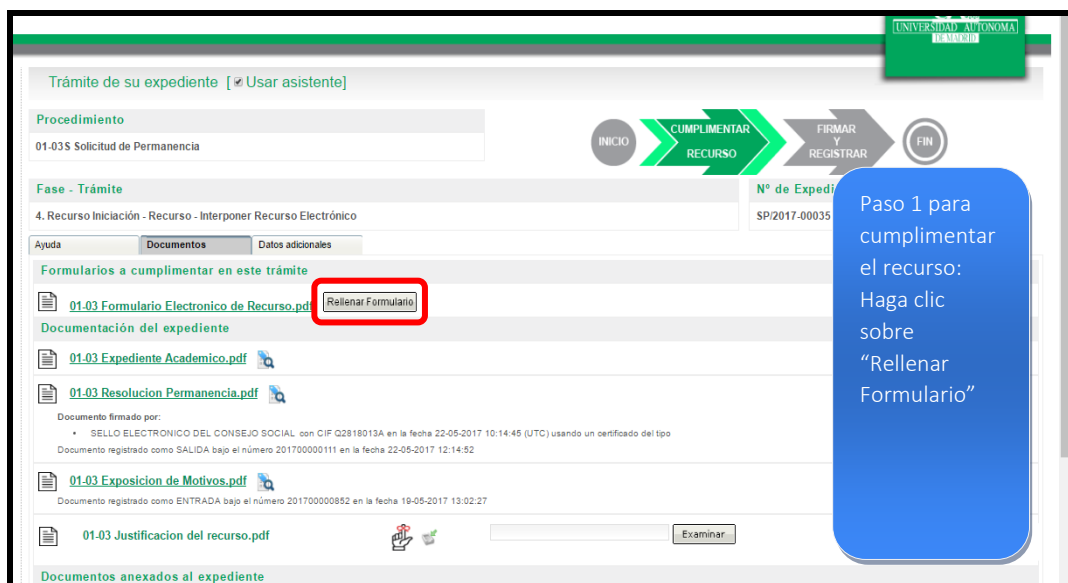 UNIVERSIDAD AUTONOMA
DE MADRID
Trámite de su expediente [ Usar asistente]
Procedimiento
01-03S Solicitud de Permanencia
INICIO
CUMPLIMENTAR
RECURSO
FIRMAR
Y
REGISTRAR
FIN
Fase - Trámite
Nº de Expedi
4. Recurso Iniciación - Recurso - Interponer Recurso Electrónico
SP/2017-00035
Ayuda
Documentos
Datos adicionales
Formularios a cumplimentar en este trámite
01-03 Formulario Electronico de Recurso.pdf
Rellenar Formulario
Documentación del expediente
01-03 Expediente Academico.pdf
01-03 Resolucion Permanencia.pdf
Documento firmado por:
• SELLO ELECTRONICO DEL CONSEJO SOCIAL con CIF Q2818013A en la fecha 22-05-2017 10:14:45 (UTC) usando un certificado del tipo
Documento registrado como SALIDA bajo el número 201700000111 en la fecha 22-05-2017 12:14:52
01-03 Exposicion de Motivos.pdf
Documento registrado como ENTRADA bajo el número 201700000852 en la fecha 19-05-2017 13:02:27
01-03 Justificacion del recurso.pdf
Examinar
Documentos anexados al expediente
Paso 1 para
cumplimentar
el recurso:
Haga clic
sobre
“Rellenar
Formulario”